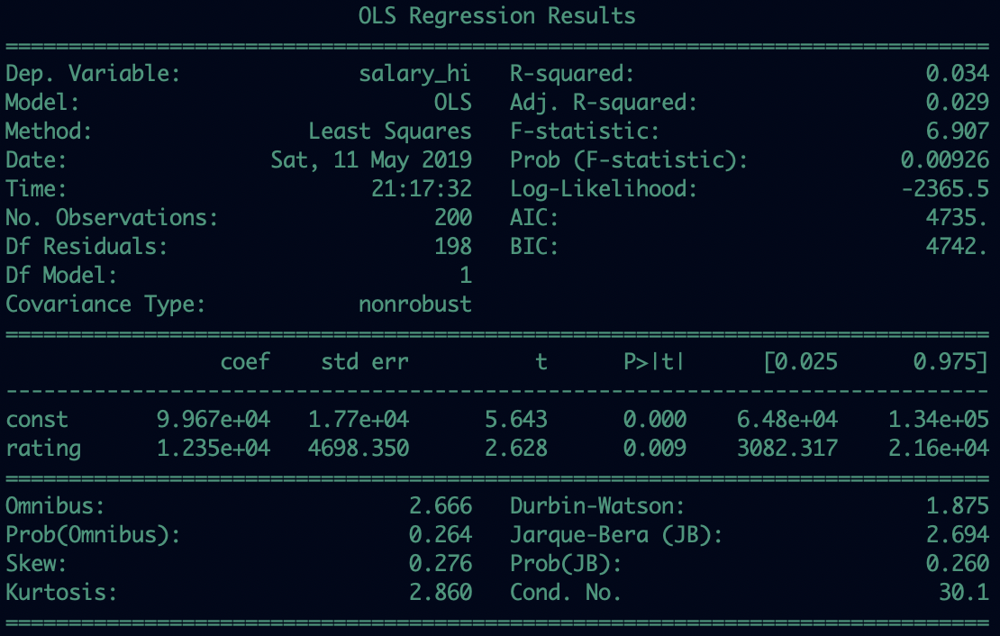 OLS Regression Results
==============================================================================
Dep. Variable:              salary_hi   R-squared:                       0.034
Model:                            OLS   Adj. R-squared:                  0.029
Method:                 Least Squares   F-statistic:                     6.907
Date:                Sat, 11 May 2019   Prob (F-statistic):            0.00926
Time:                        21:17:32   Log-Likelihood:                -2365.5
No. Observations:                 200   AIC:                             4735.
Df Residuals:                     198   BIC:                             4742.
Df Model:                           1
Covariance Type:            nonrobust
==============================================================================
                 coef    std err          t      P>|t|      [0.025      0.975]
------------------------------------------------------------------------------
const       9.967e+04   1.77e+04      5.643      0.000    6.48e+04    1.34e+05
rating      1.235e+04   4698.350      2.628      0.009    3082.317    2.16e+04
==============================================================================
Omnibus:                        2.666   Durbin-Watson:                   1.875
Prob(Omnibus):                  0.264   Jarque-Bera (JB):                2.694
Skew:                           0.276   Prob(JB):                        0.260
Kurtosis:                       2.860   Cond. No.                         30.1
==============================================================================